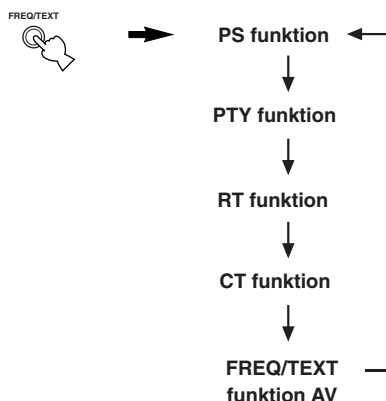 FREQ/TEXT
PS funktion
PTY funktion
RT funktion
CT funktion
FREQ/TEXT
funktion AV